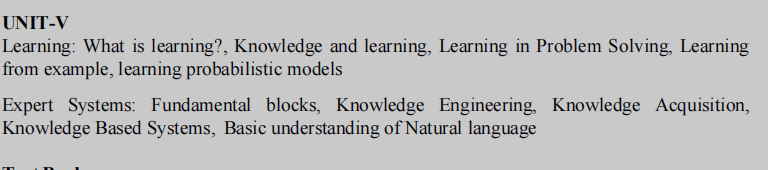 UNIT-V
Learning: What is learning?, Knowledge and learning, Learning in Problem Solving, Learning
from example, learning probabilistic models
Expert Systems: Fundamental blocks, Knowledge Engineering, Knowledge Acquisition,
Knowledge Based Systems, Basic understanding of Natural language